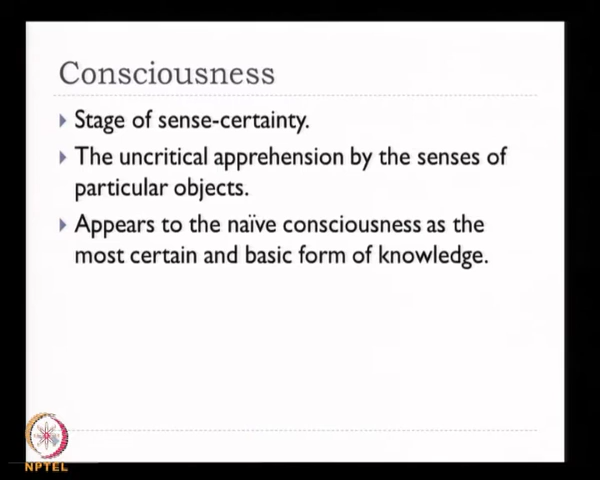 Consciousness
Stage of sense-certainty.
The uncritical apprehension by the senses of
particular objects.
Appears to the naïve consciousness as the
most certain and basic form of knowledge.
NPTEL